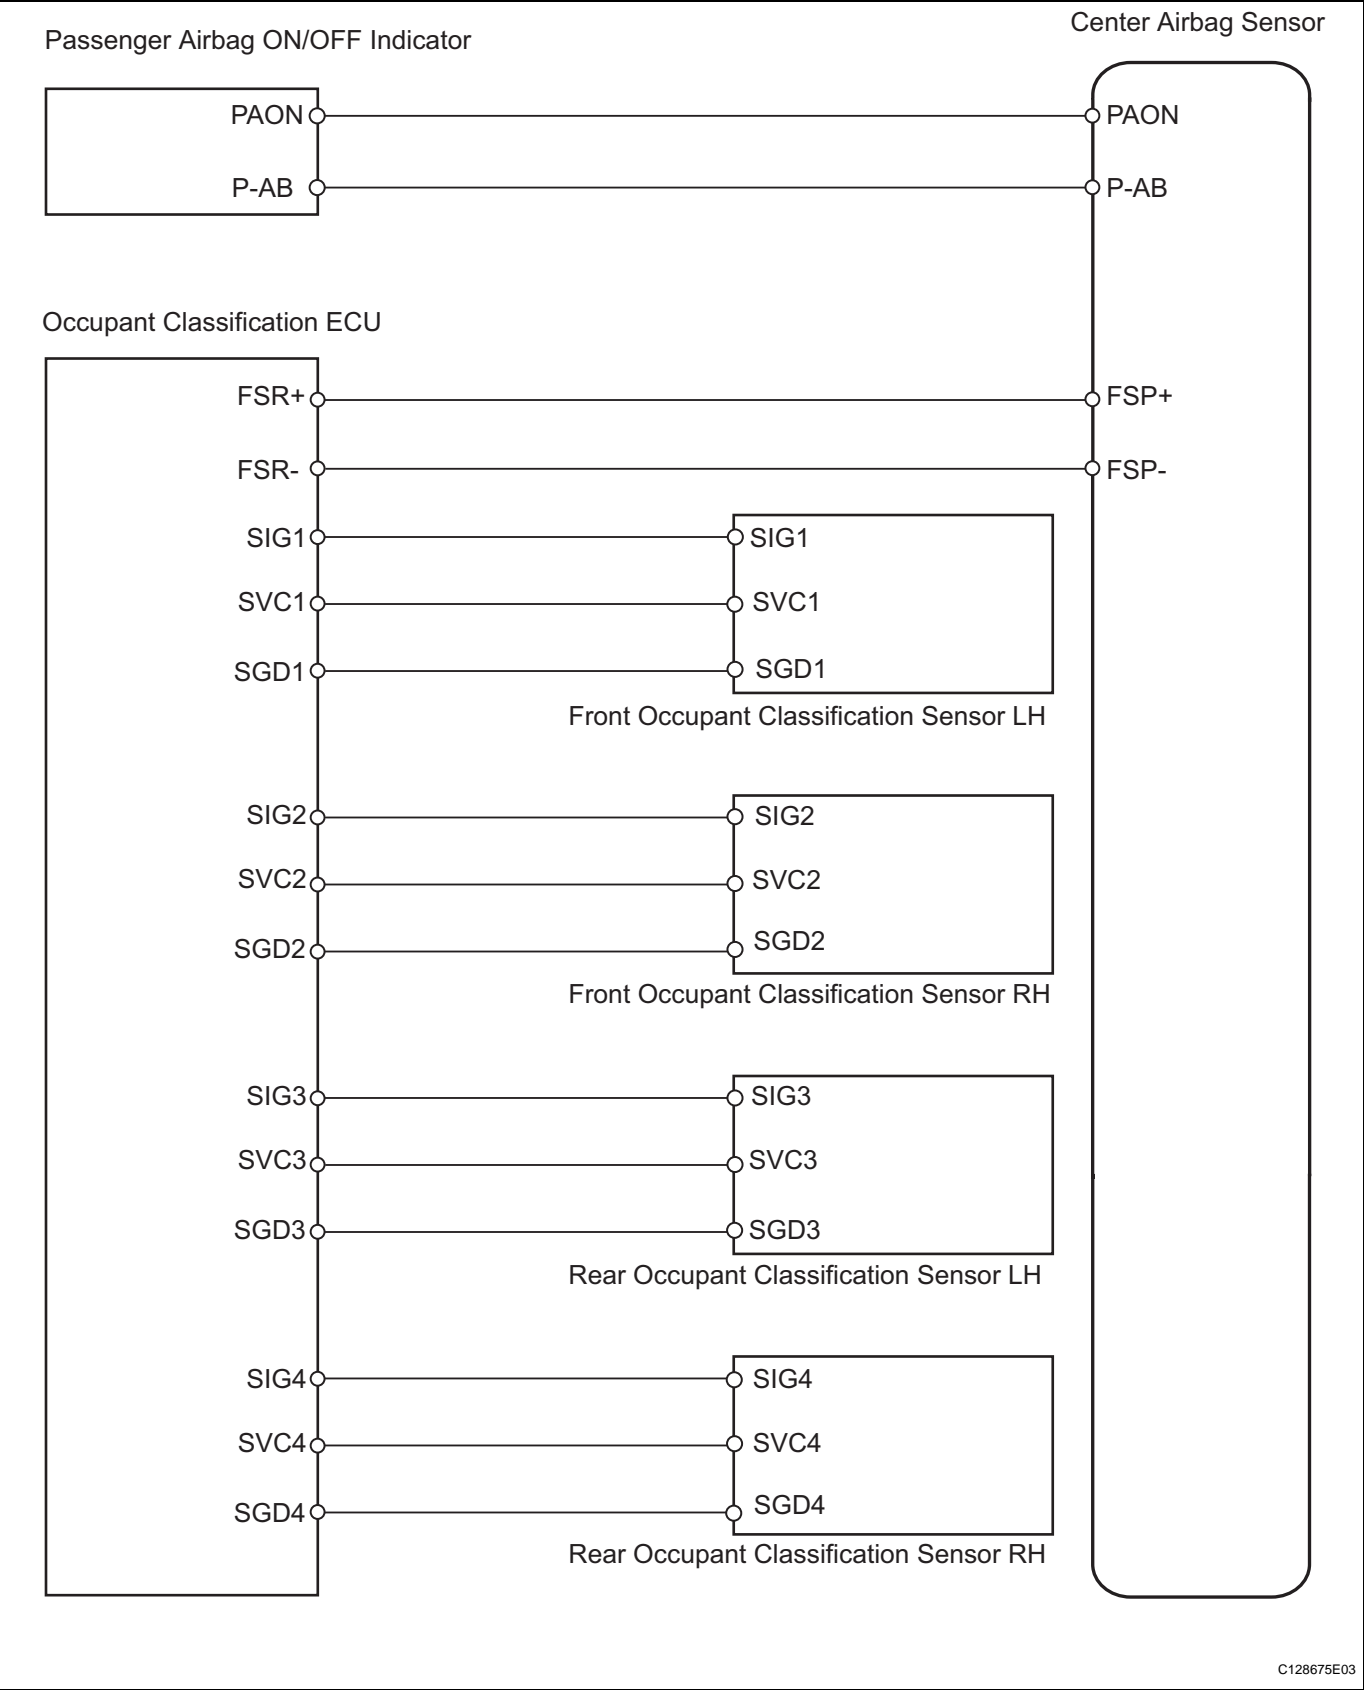 Center Airbag Sensor
Passenger Airbag ON/OFF Indicator
PAON PAON
P-AB P-AB
Occupant Classification ECU
FSR+ FSP+
FSR- FSP-
SIG1 SIG1
SVC1 SVC1
SGD1 SGD1
Front Occupant Classification Sensor LH
SIG2 SIG2
SVC2 SVC2
SGD2 SGD2
Front Occupant Classification Sensor RH
SIG3 SIG3
SVC3 SVC3
SGD3 SGD3
Rear Occupant Classification Sensor LH
SIG4 SIG4
SVC4 SVC4
SGD4 SGD4
Rear Occupant Classification Sensor RH
C128675E03